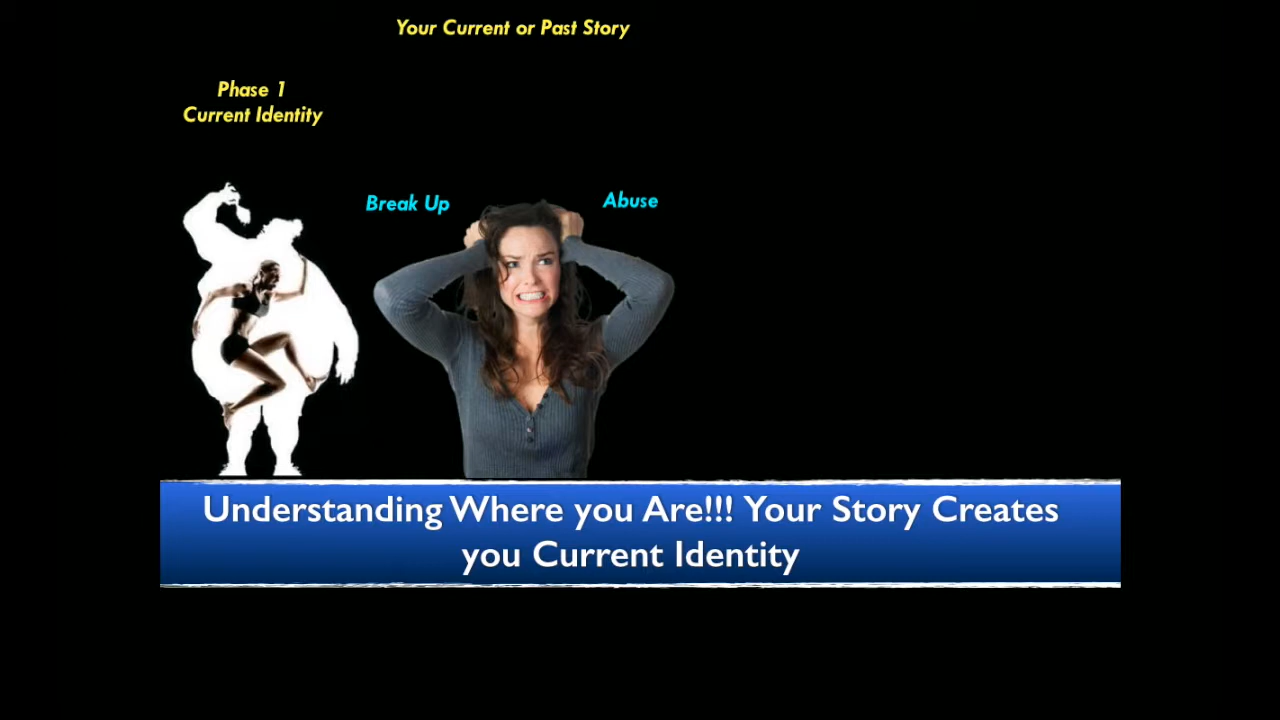 Your Current or Past Story
Phase 1
Current Identity
Break Up
Abuse
Understanding Where you Are!!! Your Story Creates
you Current Identity